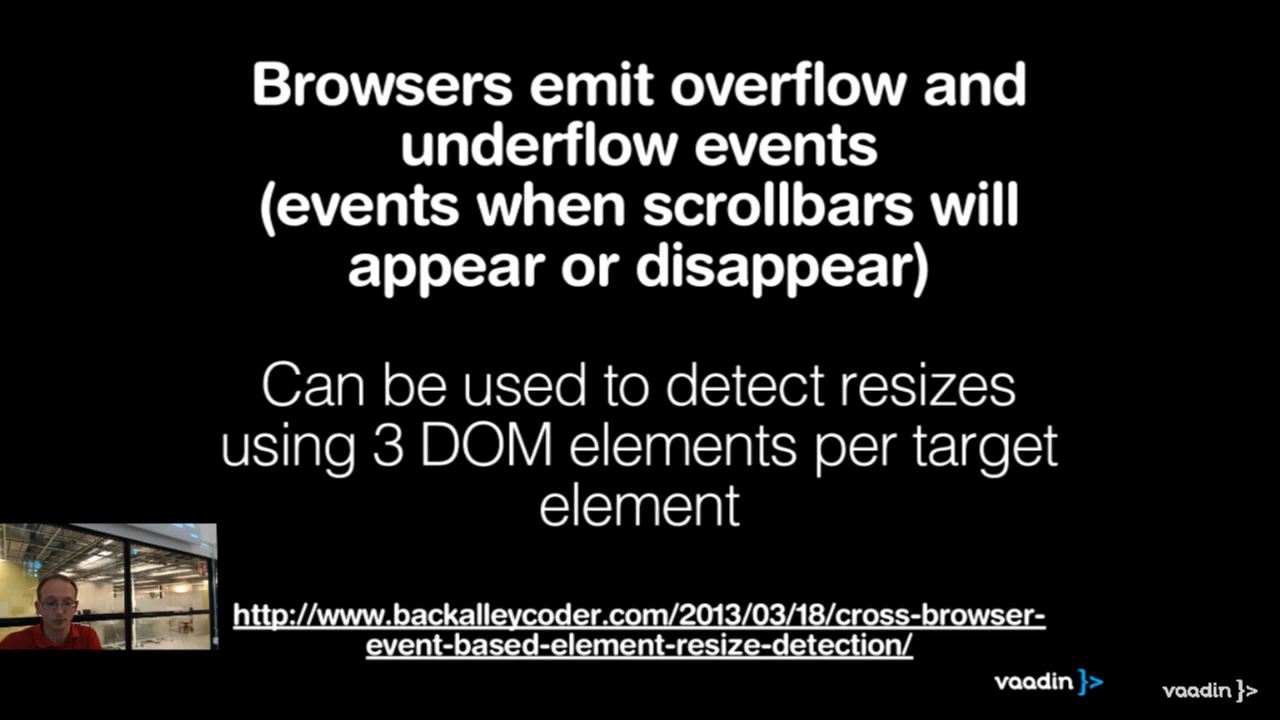 Browsers emit overflow and
underflow events
(events when scrollbars will
appear or disappear)
Can be used to detect resizes
using 3 DOM elements per target
element
http://www.backalleycoder.com/2013/03/18/cross-browser-
event-based-element-resize-detection/
vaadin }>
vaadin }>